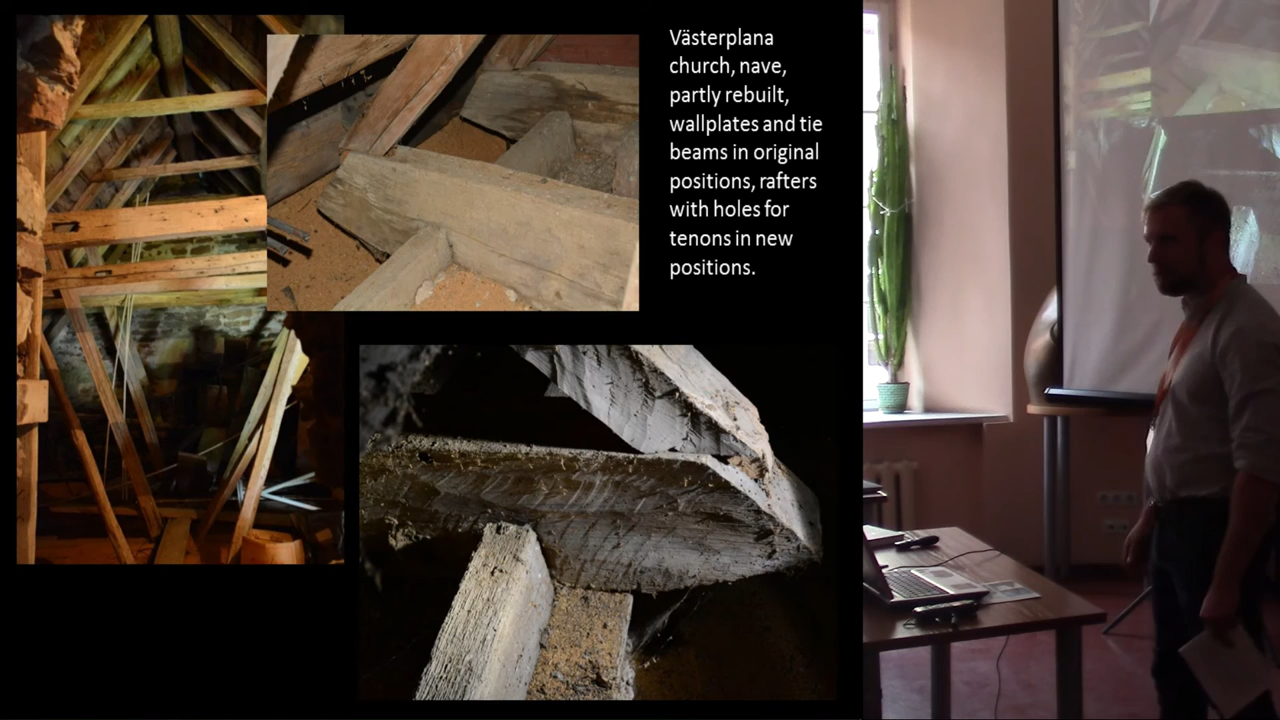 Västerplana
church, nave,
partly rebuilt,
wallplates and tie
beams in original
positions, rafters
with holes for
tenons in new
positions.